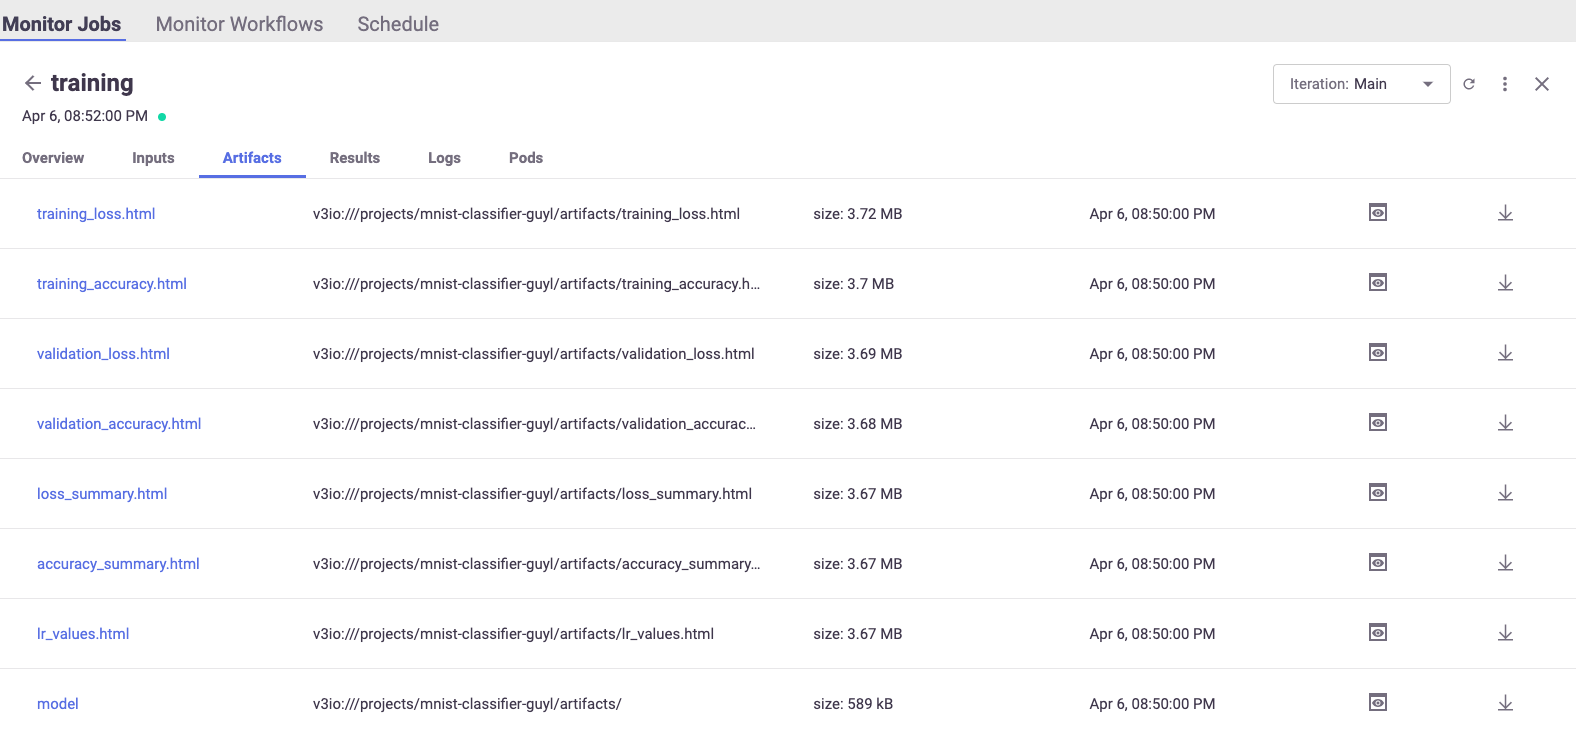 Monitor Jobs Monitor Workflows Schedule
training
Iteration: Main
Apr 6, 08:52:00 PM
Overview Inputs Artifacts Results Logs Pods
training_loss.html v3io:///projects/mnist-classifier-guyl/artifacts/training_loss.html size: 3.72 MB Apr 6, 08:50:00 PM
training_accuracy.html v3io:///projects/mnist-classifier-guyl/artifacts/training_accuracy.h... size: 3.7 MB Apr 6, 08:50:00 PM
validation_loss.html v3io:///projects/mnist-classifier-guyl/artifacts/validation_loss.html size: 3.69 MB Apr 6, 08:50:00 PM
validation_accuracy.html v3io:///projects/mnist-classifier-guyl/artifacts/validation_accurac... size: 3.68 MB Apr 6, 08:50:00 PM
loss_summary.html v3io:///projects/mnist-classifier-guyl/artifacts/loss_summary.html size: 3.67 MB Apr 6, 08:50:00 PM
accuracy_summary.html v3io:///projects/mnist-classifier-guyl/artifacts/accuracy_summary... size: 3.67 MB Apr 6, 08:50:00 PM
lr_values.html v3io:///projects/mnist-classifier-guyl/artifacts/lr_values.html size: 3.67 MB Apr 6, 08:50:00 PM
model v3io:///projects/mnist-classifier-guyl/artifacts/ size: 589 kB Apr 6, 08:50:00 PM